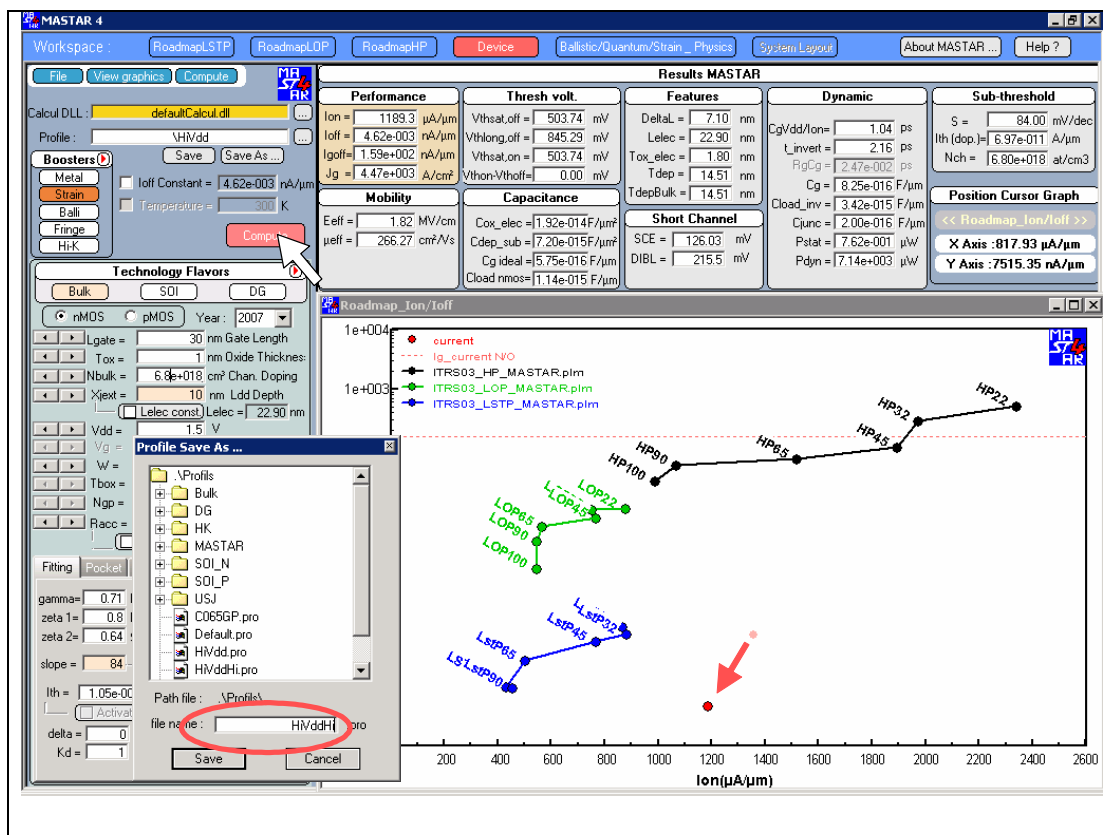 MASTAR 4
Workspace : RoadmapLSTP RoadmapLOP RoadmapHP Device Ballistic/Quantum/Strain _ Physics System Layout About MASTAR ... Help ?
File View graphics Compute
MASTAR
Calcul DLL : defaultCalcul.dll ...
Profile : \HiVdd ...
Save Save As ...
Boosters
Metal
Strain
Balli
Fringe
Hi-K
Ioff Constant = 4.62e-003 nA/µm
Temperature = 300 K
Compute
Results MASTAR
Performance
Ion = 1189.3 µA/µm
Ioff = 4.62e-003 nA/µm
Igoff= 1.59e+002 nA/µm
Jg = 4.47e+003 A/cm²
Mobility
Eeff = 1.82 MV/cm
µeff = 266.27 cm²/Vs
Thresh volt.
Vthsat,off = 503.74 mV
Vthlong,off = 845.29 mV
Vthsat,on = 503.74 mV
Vthon-Vthoff= 0.00 mV
Capacitance
Cox_elec = 1.92e-014 F/µm²
Cdep_sub = 7.20e-015 F/µm²
Cg ideal = 5.75e-016 F/µm
Cload nmos= 1.14e-015 F/µm
Features
DeltaL = 7.10 nm
Lelec = 22.90 nm
Tox_elec = 1.80 nm
Tdep = 14.51 nm
TdepBulk = 14.51 nm
Short Channel
SCE = 126.03 mV
DIBL = 215.5 mV
Dynamic
CgVdd/Ion= 1.04 ps
t_invert = 2.16 ps
RgCg = 2.47e-002 ps
Cg = 8.25e-016 F/µm
Cload_inv = 3.42e-015 F/µm
Cjunc = 2.00e-016 F/µm
Pstat = 7.62e-001 µW
Pdyn = 7.14e+003 µW
Sub-threshold
S = 84.00 mV/dec
Ith (dop.)= 6.97e-011 A/µm
Nch = 6.80e+018 at/cm3
Position Cursor Graph
<< Roadmap_Ion/Ioff >>
X Axis :817.93 µA/µm
Y Axis :7515.35 nA/µm
Technology Flavors
Bulk SOI DG
nMOS pMOS Year : 2007
Lgate = 30 nm Gate Length
Tox = 1 nm Oxide Thicknes:
Nbulk = 6.8e+018 cm³ Chan. Doping
Xjext = 10 nm Ldd Depth
Lelec const Lelec = 22.90 nm
Vdd = 1.5 V
Vg =
W =
Tbox =
Ngp =
Racc =
Fitting Pocket
gamma= 0.71
zeta 1= 0.8
zeta 2= 0.64
slope = 84
Ith = 1.05e-00
Activat
delta = 0
Kd = 1
Profile Save As ...
.\Profils
Bulk
DG
HK
MASTAR
SOI_N
SOI_P
USJ
C065GP.pro
Default.pro
HiVdd.pro
HiVddHi.pro
Path file : .\Profils\
file name : HiVddHi .pro
Save Cancel
Roadmap_Ion/Ioff
MASTAR
1e+004
1e+003
current
Ig_current N/O
ITRS03_HP_MASTAR.plm
ITRS03_LOP_MASTAR.plm
ITRS03_LSTP_MASTAR.plm
HP100
HP90
HP65
HP45
HP32
HP22
LOP100
LOP90
LOP65
LOP45
LOP22
LstP90
LstP65
LstP45
LstP32
200 400 600 800 1000 1200 1400 1600 1800 2000 2200 2400 2600
Ion(µA/µm)